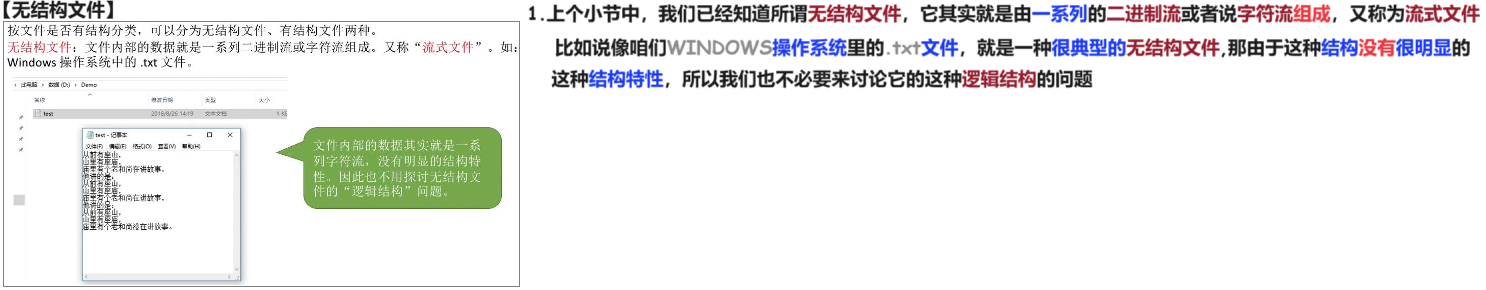 【无结构文件】
按文件是否有结构分类，可以分为无结构文件、有结构文件两种。
无结构文件：文件内部的数据就是一系列二进制流或字符流组成。又称“流式文件”。如：
Windows 操作系统中的 .txt 文件。
此电脑 › 数据 (D:) › Demo
名称 修改日期 类型 大小
test 2018/8/26 14:19 文本文档 1 KB
test - 记事本
文件(F) 编辑(E) 格式(O) 查看(V) 帮助(H)
从前有座山，
山里有座庙，
庙里有个老和尚在讲故事，
他讲的是：
从前有座山，
山里有座庙，
庙里有个老和尚在讲故事，
他讲的是：
从前有座山，
山里有座庙，
庙里有个老和尚没在讲故事。
文件内部的数据其实就是一系
列字符流，没有明显的结构特
性。因此也不用探讨无结构文
件的“逻辑结构”问题。
1.上个小节中，我们已经知道所谓无结构文件，它其实就是由一系列的二进制流或者说字符流组成，又称为流式文件
比如说像咱们WINDOWS操作系统里的.txt文件，就是一种很典型的无结构文件,那由于这种结构没有很明显的
这种结构特性，所以我们也不必要来讨论它的这种逻辑结构的问题